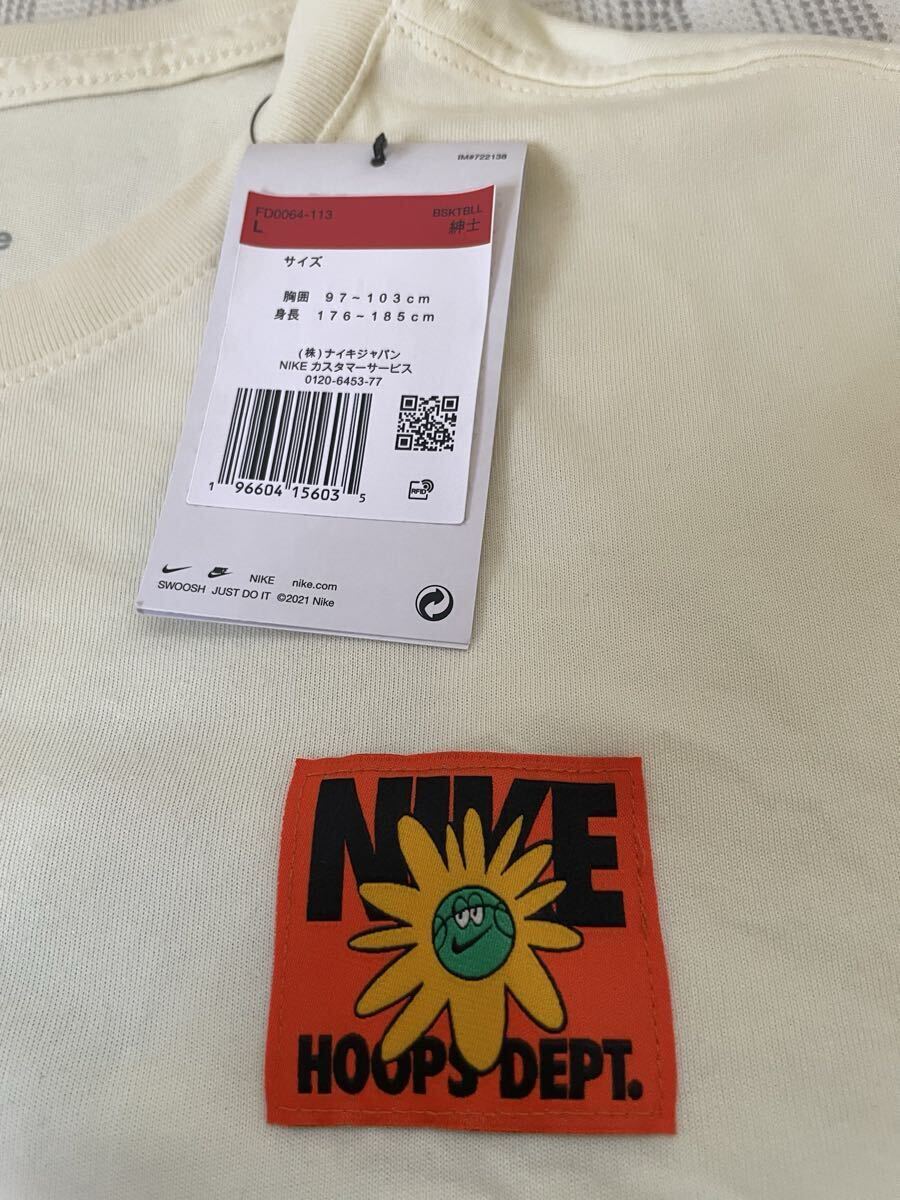 IM#722138
FD0064-113 BSKTBLL
L 紳士
サイズ
胸囲 97~103cm
身長 176~185cm
(株)ナイキジャパン
NIKE カスタマーサービス
0120-6453-77
1 96604 15603 5
RFID
NIKE nike.com
SWOOSH JUST DO IT ©2021 Nike
NIKE
HOOPS DEPT.